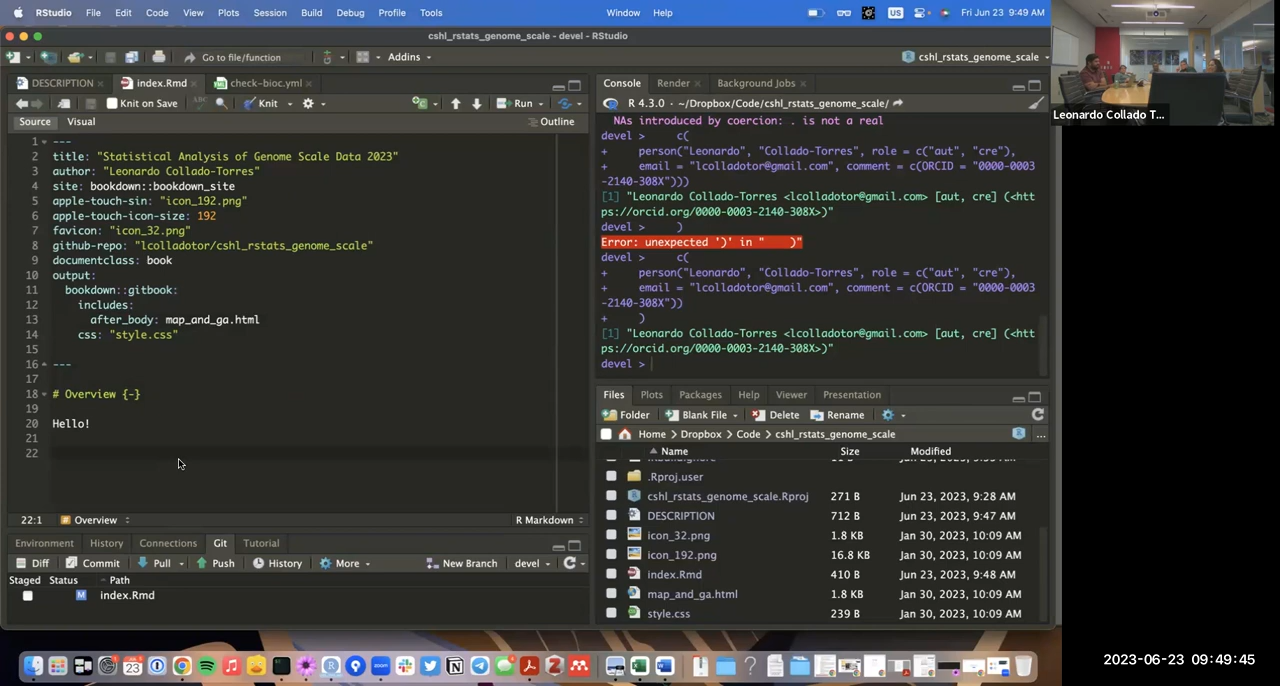 RStudio File Edit Code View Plots Session Build Debug Profile Tools Window Help US Fri Jun 23 9:49 AM
cshl_rstats_genome_scale - devel - RStudio
Go to file/function Addins cshl_rstats_genome_scale
DESCRIPTION index.Rmd check-bioc.yml
Knit on Save Knit Run
Source Visual Outline
1 ---
2 title: "Statistical Analysis of Genome Scale Data 2023"
3 author: "Leonardo Collado-Torres"
4 site: bookdown::bookdown_site
5 apple-touch-sin: "icon_192.png"
6 apple-touch-icon-size: 192
7 favicon: "icon_32.png"
8 github-repo: "lcolladotor/cshl_rstats_genome_scale"
9 documentclass: book
10 output:
11 bookdown::gitbook:
12 includes:
13 after_body: map_and_ga.html
14 css: "style.css"
15
16 ---
17
18 # Overview {-}
19
20 Hello!
21
22
22:1 Overview R Markdown
Environment History Connections Git Tutorial
Diff Commit Pull Push History More New Branch devel
Staged Status Path
M index.Rmd
Console Render Background Jobs
R 4.3.0 · ~/Dropbox/Code/cshl_rstats_genome_scale/
NAs introduced by coercion: . is not a real
devel > c(
+ person("Leonardo", "Collado-Torres", role = c("aut", "cre"),
+ email = "lcolladotor@gmail.com", comment = c(ORCID = "0000-0003
-2140-308X")))
[1] "Leonardo Collado-Torres <lcolladotor@gmail.com> [aut, cre] (<htt
ps://orcid.org/0000-0003-2140-308X>)"
devel > )
Error: unexpected ')' in " )"
devel > c(
+ person("Leonardo", "Collado-Torres", role = c("aut", "cre"),
+ email = "lcolladotor@gmail.com", comment = c(ORCID = "0000-0003
-2140-308X"))
+ )
[1] "Leonardo Collado-Torres <lcolladotor@gmail.com> [aut, cre] (<htt
ps://orcid.org/0000-0003-2140-308X>)"
devel >
Files Plots Packages Help Viewer Presentation
Folder Blank File Delete Rename
Home Dropbox Code cshl_rstats_genome_scale ...
Name Size Modified
.Rproj.user
cshl_rstats_genome_scale.Rproj 271 B Jun 23, 2023, 9:28 AM
DESCRIPTION 712 B Jun 23, 2023, 9:47 AM
icon_32.png 1.8 KB Jan 30, 2023, 10:09 AM
icon_192.png 16.8 KB Jan 30, 2023, 10:09 AM
index.Rmd 410 B Jun 23, 2023, 9:48 AM
map_and_ga.html 1.8 KB Jan 30, 2023, 10:09 AM
style.css 239 B Jan 30, 2023, 10:09 AM
Leonardo Collado T...
2023-06-23 09:49:45